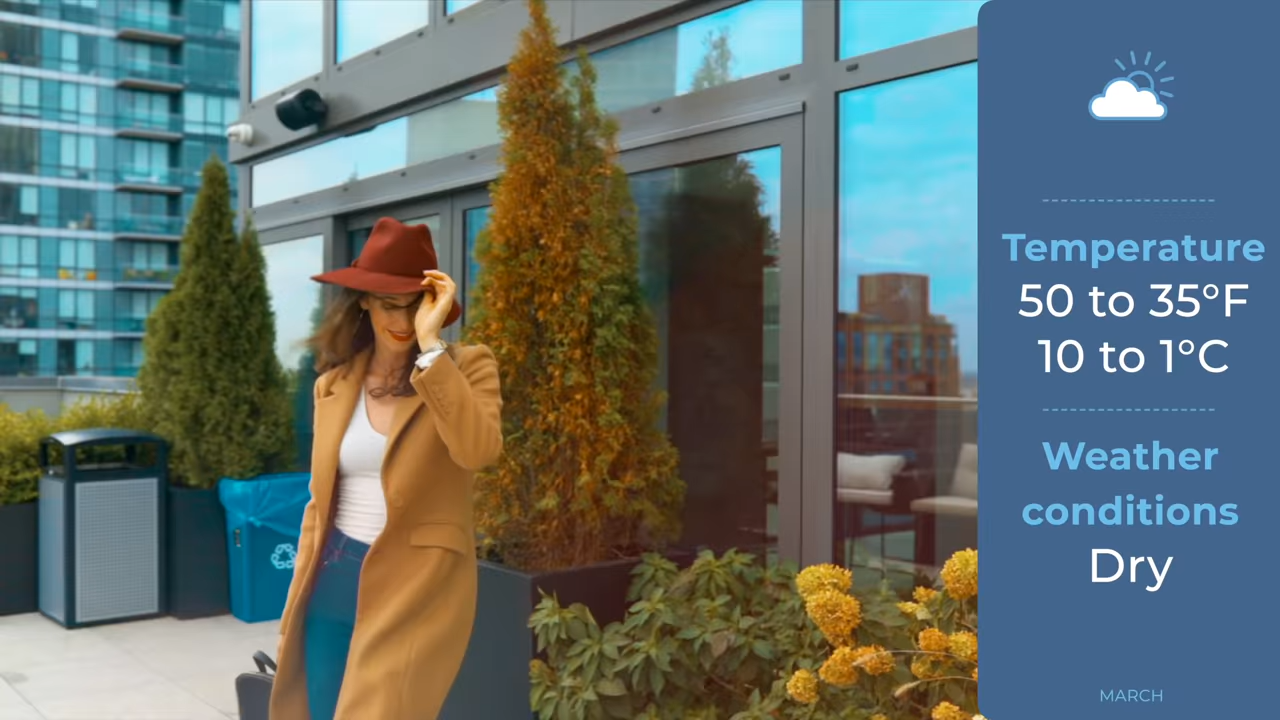 Temperature
50 to 35°F
10 to 1°C
Weather
conditions
Dry
MARCH